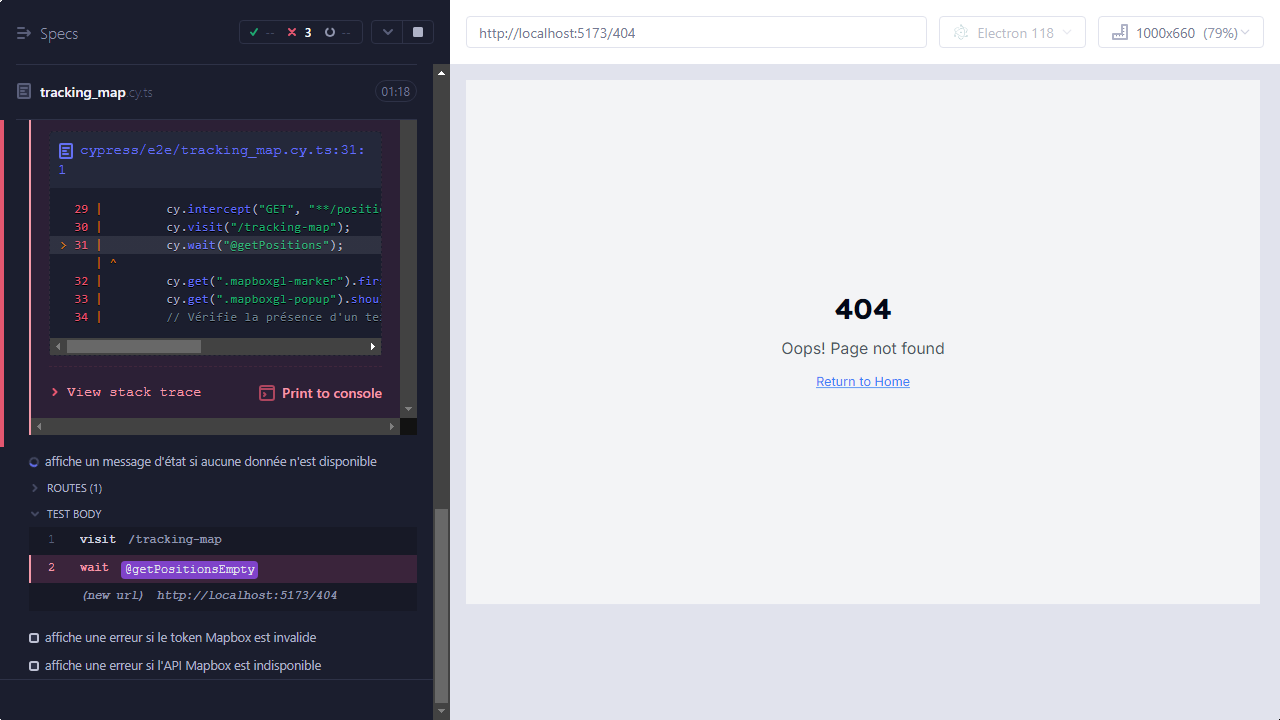 Specs
-- 3 --
http://localhost:5173/404
Electron 118
1000x660 (79%)
tracking_map.cy.ts
01:18
cypress/e2e/tracking_map.cy.ts:31:
1
29 | cy.intercept("GET", "**/positi
30 | cy.visit("/tracking-map");
> 31 | cy.wait("@getPositions");
| ^
32 | cy.get(".mapboxgl-marker").firs
33 | cy.get(".mapboxgl-popup").shoul
34 | // Vérifie la présence d'un te
View stack trace
Print to console
affiche un message d'état si aucune donnée n'est disponible
ROUTES (1)
TEST BODY
1 visit /tracking-map
2 wait @getPositionsEmpty
(new url) http://localhost:5173/404
affiche une erreur si le token Mapbox est invalide
affiche une erreur si l'API Mapbox est indisponible
404
Oops! Page not found
Return to Home